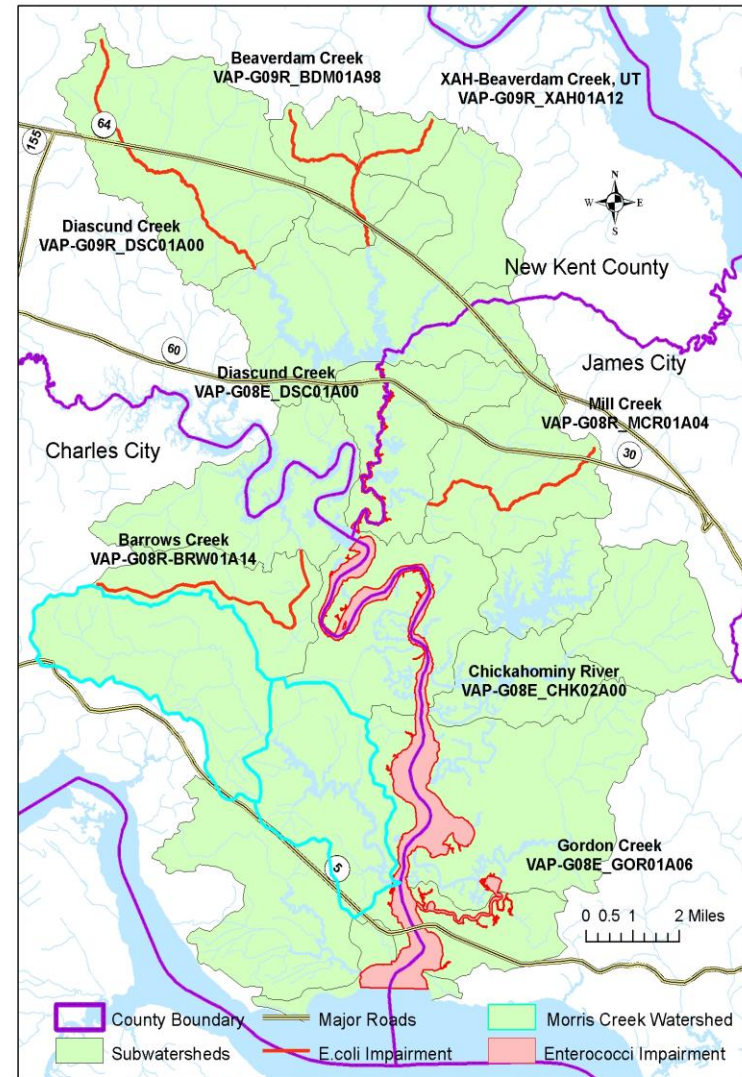 Beaverdam Creek
VAP-G09R_BDM01A98
XAH-Beaverdam Creek, UT
VAP-G09R_XAH01A12
155
64
N
W
E
S
Diascund Creek
VAP-G09R_DSC01A00
New Kent County
60
Diascund Creek
VAP-G08E_DSC01A00
James City
Mill Creek
VAP-G08R_MCR01A04
Charles City
30
Barrows Creek
VAP-G08R-BRW01A14
Chickahominy River
VAP-G08E_CHK02A00
Gordon Creek
VAP-G08E_GOR01A06
5
0 0.5 1 2 Miles
County Boundary
Major Roads
Morris Creek Watershed
Subwatersheds
E.coli Impairment
Enterococci Impairment